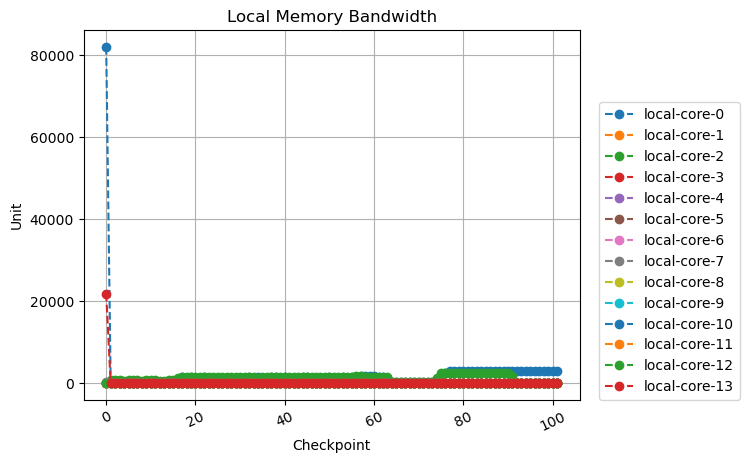 Local Memory Bandwidth
80000
60000
40000
20000
0
Unit
0
20
40
60
80
100
Checkpoint
local-core-0
local-core-1
local-core-2
local-core-3
local-core-4
local-core-5
local-core-6
local-core-7
local-core-8
local-core-9
local-core-10
local-core-11
local-core-12
local-core-13